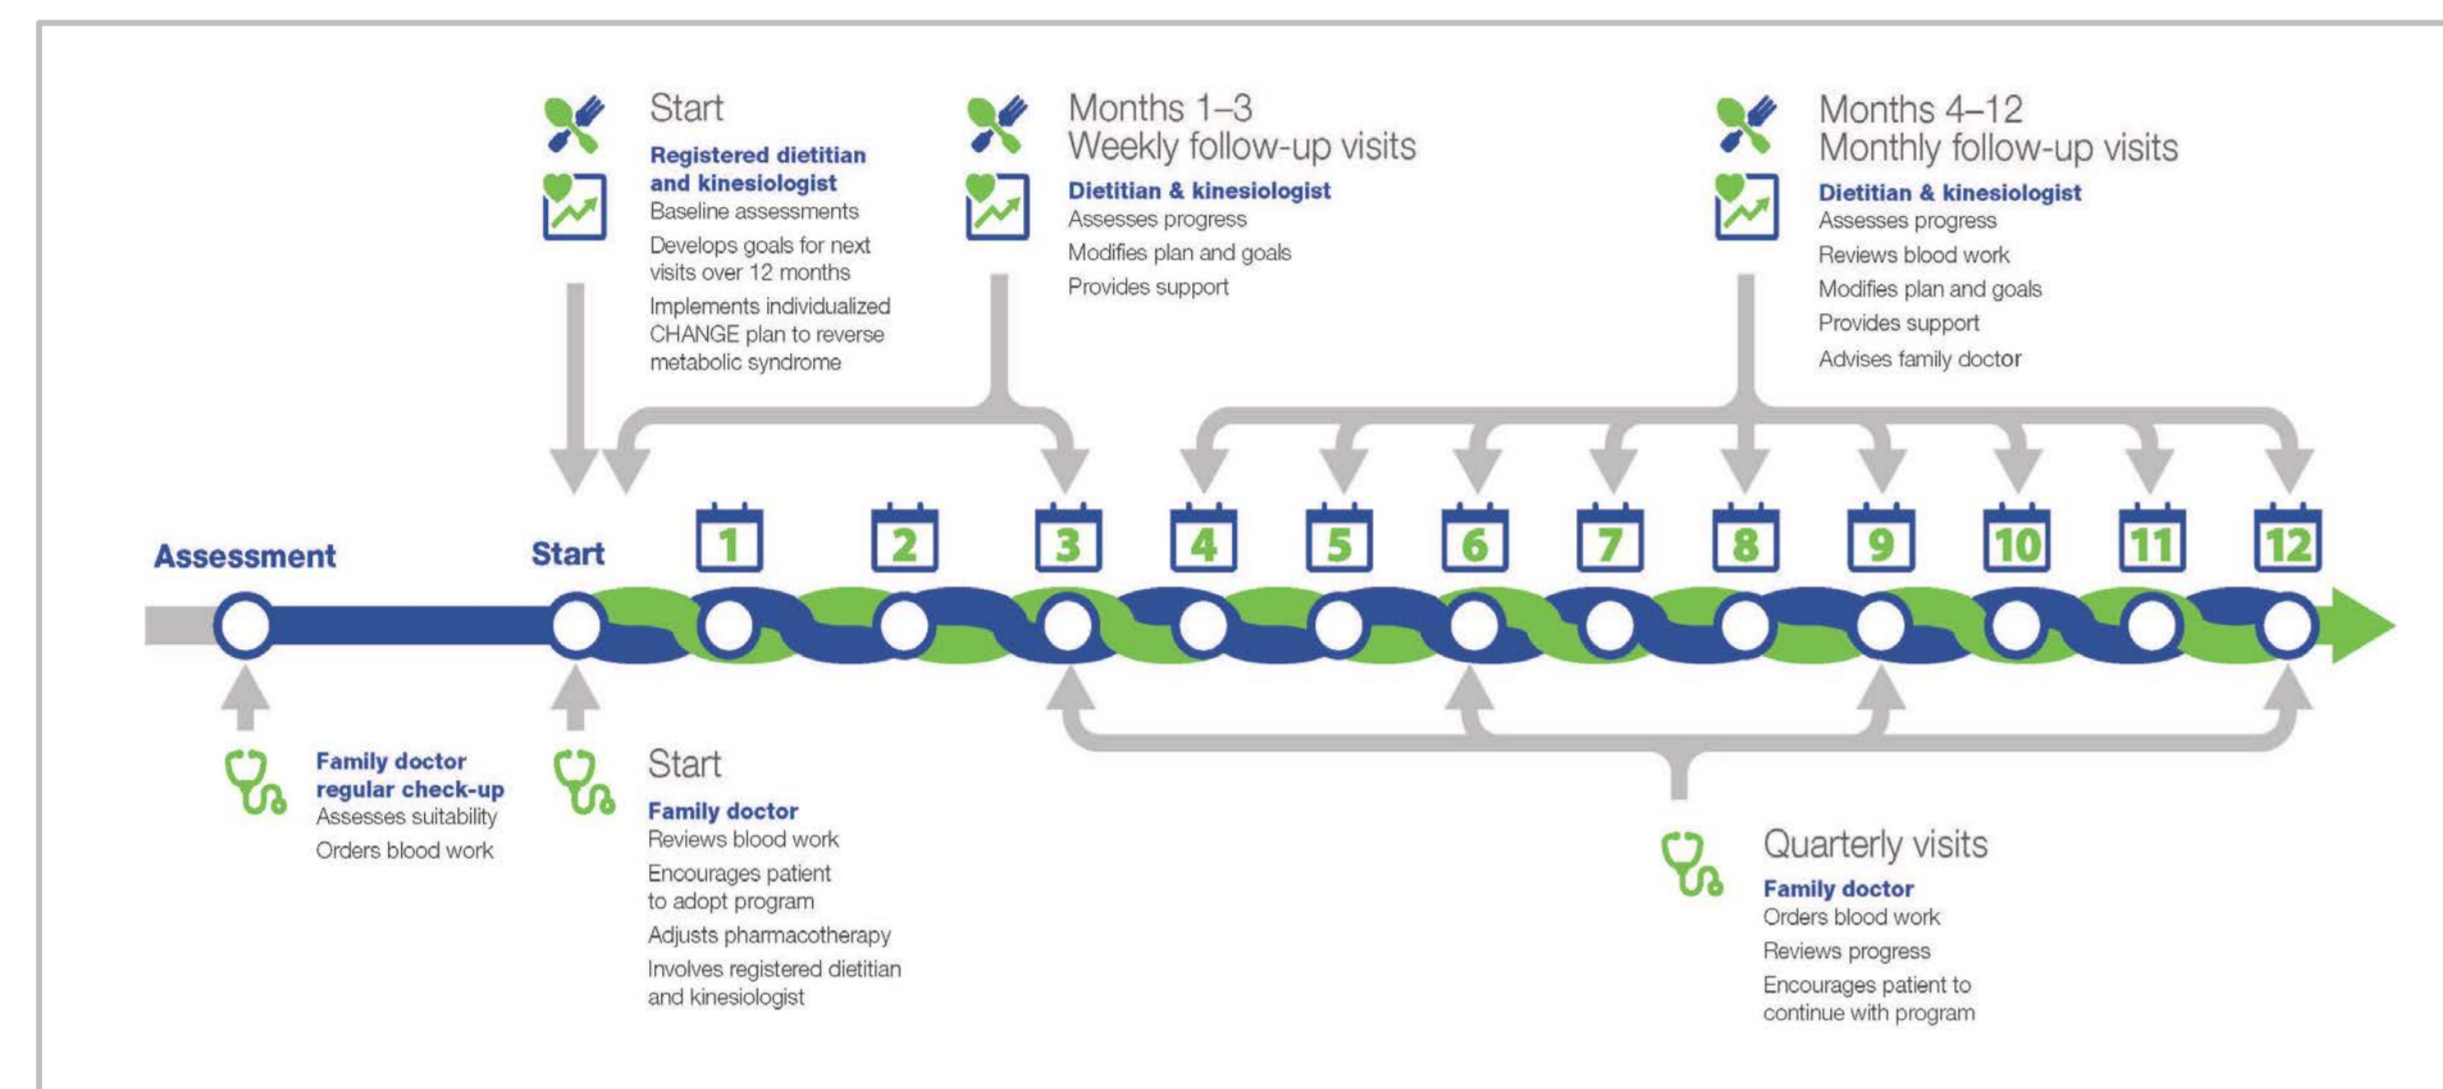 Start
Registered dietitian
and kinesiologist
Baseline assessments
Develops goals for next
visits over 12 months
Implements individualized
CHANGE plan to reverse
metabolic syndrome
Months 1–3
Weekly follow-up visits
Dietitian & kinesiologist
Assesses progress
Modifies plan and goals
Provides support
Months 4–12
Monthly follow-up visits
Dietitian & kinesiologist
Assesses progress
Reviews blood work
Modifies plan and goals
Provides support
Advises family doctor
Assessment
Start
1
2
3
4
5
6
7
8
9
10
11
12
Family doctor
regular check-up
Assesses suitability
Orders blood work
Start
Family doctor
Reviews blood work
Encourages patient
to adopt program
Adjusts pharmacotherapy
Involves registered dietitian
and kinesiologist
Quarterly visits
Family doctor
Orders blood work
Reviews progress
Encourages patient to
continue with program